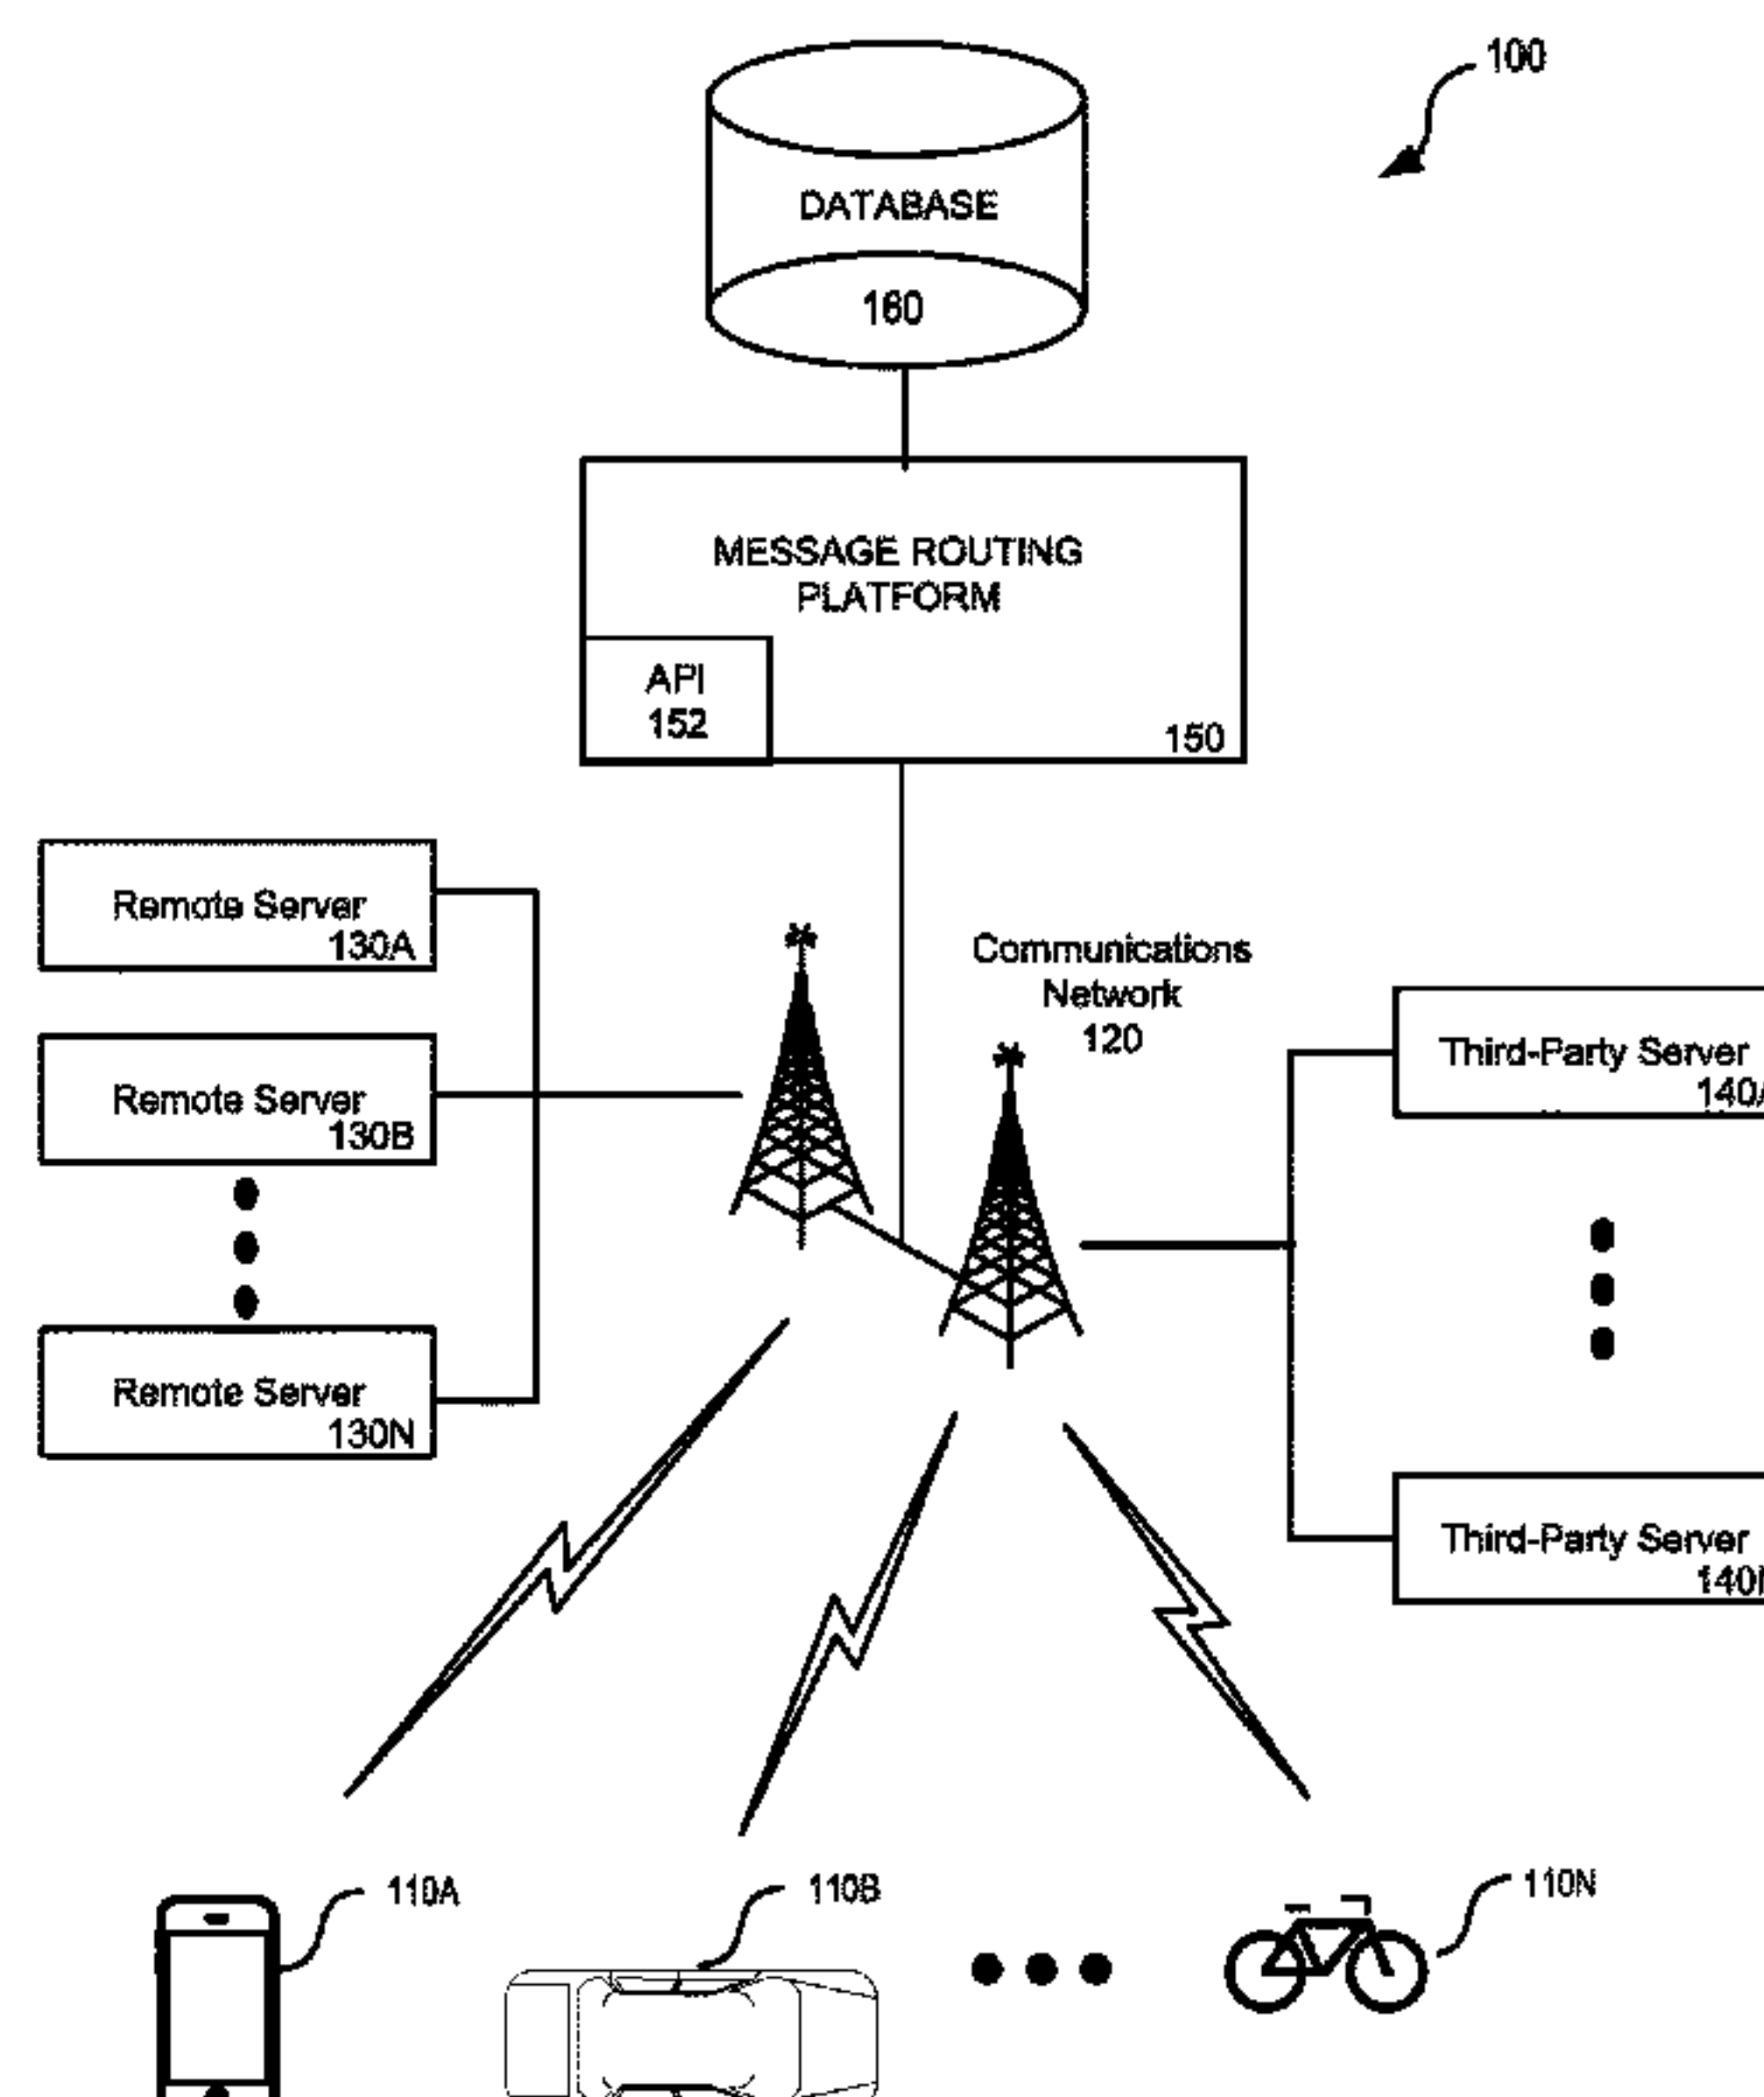 100
DATABASE
160
MESSAGE ROUTING
PLATFORM
API
152
150
Remote Server
130A
Communications
Network
120
Third-Party Server
Remote Server
130B
Remote Server
130N
Third-Party Server
110A
110B
110N